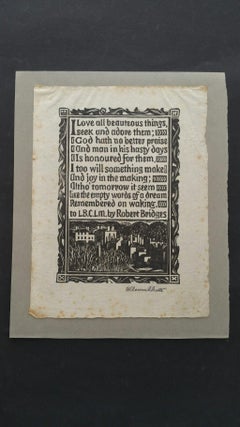 I Love all beauteous things,
I seek and adore them;
God hath no better praise
And man in his hasty days
Is honoured for them.
I too will something make
And joy in the making;
Altho tomorrow it seem
like the empty words of a dream
Remembered on waking.
to L.B.C.L.M. by Robert Bridges